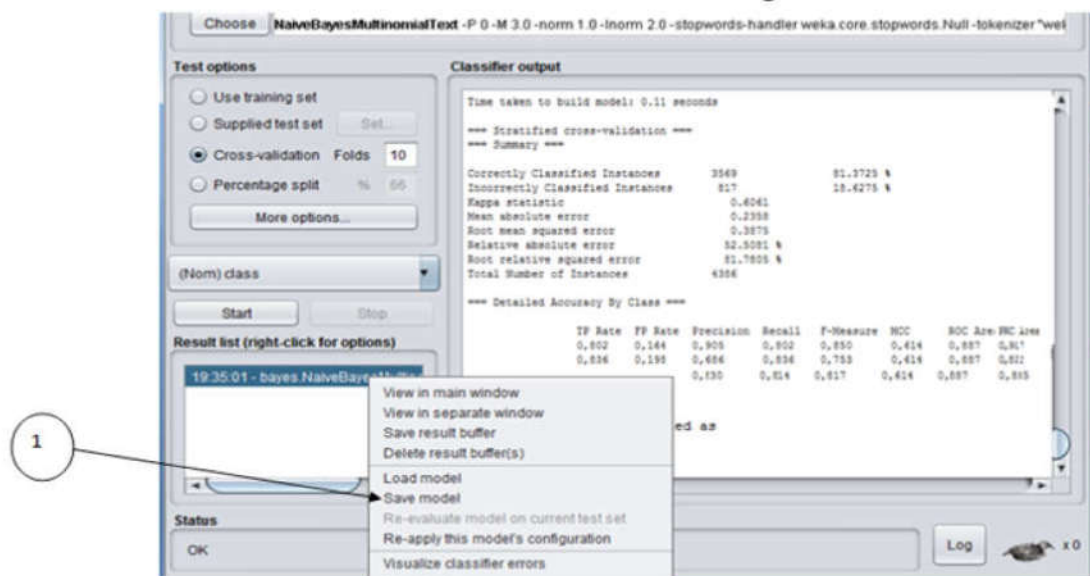 Choose NaiveBayesMultinomialText -P 0 -M 3.0 -norm 1.0 -lnorm 2.0 -stopwords-handler weka.core.stopwords.Null -tokenizer "wel
Test options
Use training set
Supplied test set Set...
Cross-validation Folds 10
Percentage split % 66
More options...
(Nom) class
Start Stop
Result list (right-click for options)
19:35:01 - bayes.NaiveBayes
Classifier output
Time taken to build model: 0.11 seconds
=== Stratified cross-validation ===
=== Summary ===
Correctly Classified Instances 3569 81.3725 %
Incorrectly Classified Instances 817 18.6275 %
Kappa statistic 0.6061
Mean absolute error 0.2358
Root mean squared error 0.3875
Relative absolute error 52.5081 %
Root relative squared error 81.7805 %
Total Number of Instances 4386
=== Detailed Accuracy By Class ===
TP Rate FP Rate Precision Recall F-Measure MCC ROC Are PRC Area
0,802 0,164 0,905 0,802 0,850 0,614 0,887 0,917
0,836 0,198 0,686 0,836 0,753 0,614 0,887 0,822
0,830 0,814 0,817 0,614 0,887 0,885
ed as
View in main window
View in separate window
Save result buffer
Delete result buffer(s)
Load model
Save model
Re-evaluate model on current test set
Re-apply this model's configuration
Visualize classifier errors
1
Status
OK
Log
x 0